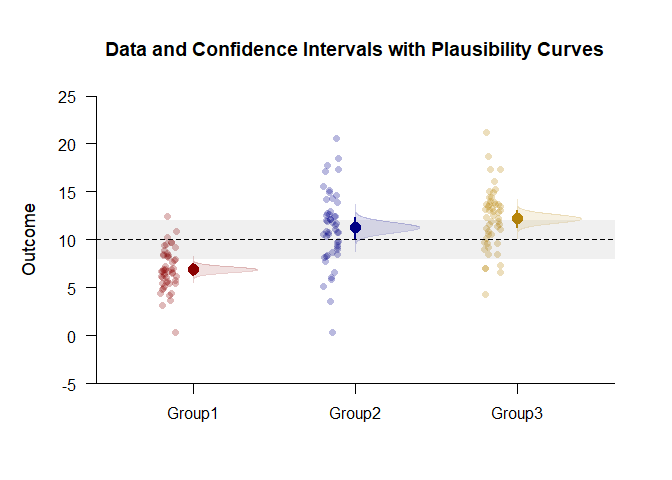 Data and Confidence Intervals with Plausibility Curves
25
20
15
10
5
0
-5
Outcome
Group1 Group2 Group3